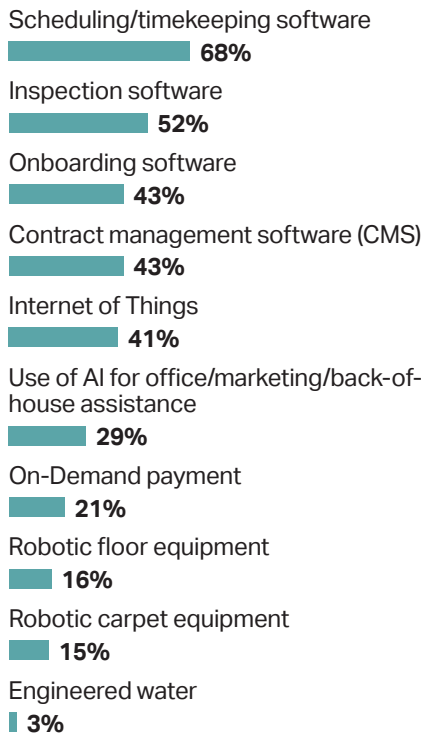 Scheduling/timekeeping software
68%
Inspection software
52%
Onboarding software
43%
Contract management software (CMS)
43%
Internet of Things
41%
Use of AI for office/marketing/back-of-
house assistance
29%
On-Demand payment
21%
Robotic floor equipment
16%
Robotic carpet equipment
15%
Engineered water
3%